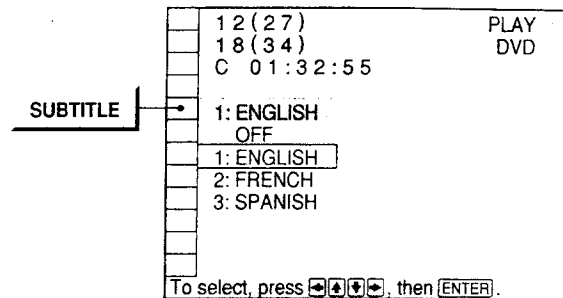 12(27) PLAY
18(34) DVD
C 01:32:55
SUBTITLE
1: ENGLISH
OFF
1: ENGLISH
2: FRENCH
3: SPANISH
To select, press ←↑↓→, then ENTER.